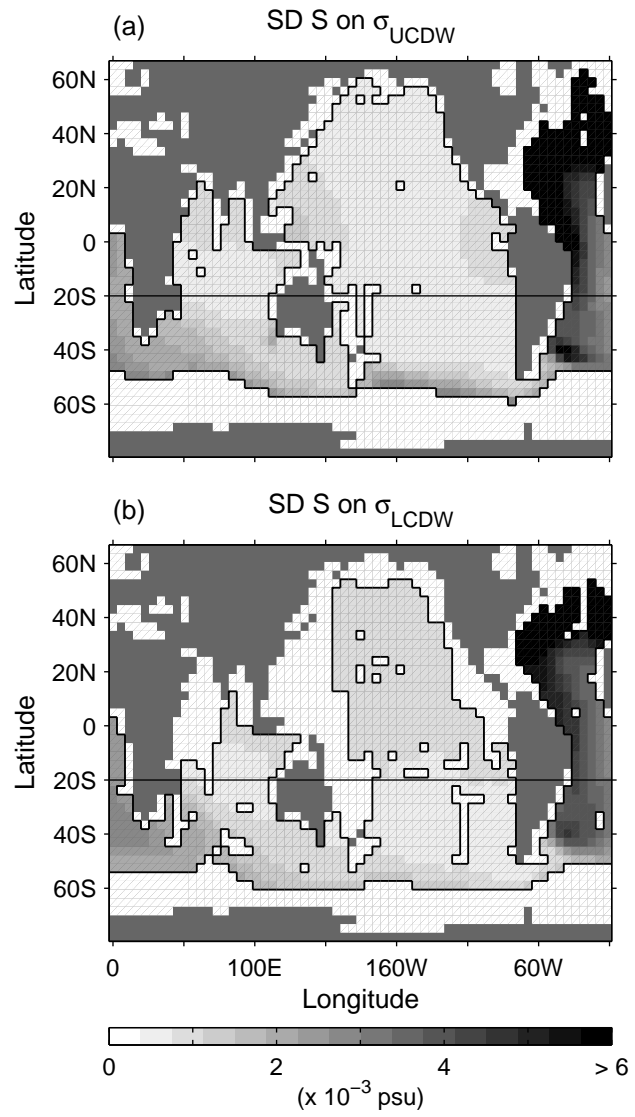 (a) SD S on σUCDW
60N
40N
20N
0
20S
40S
60S
Latitude
(b) SD S on σLCDW
60N
40N
20N
0
20S
40S
60S
Latitude
0 100E 160W 60W
Longitude
0 2 4 > 6
(x 10⁻³ psu)